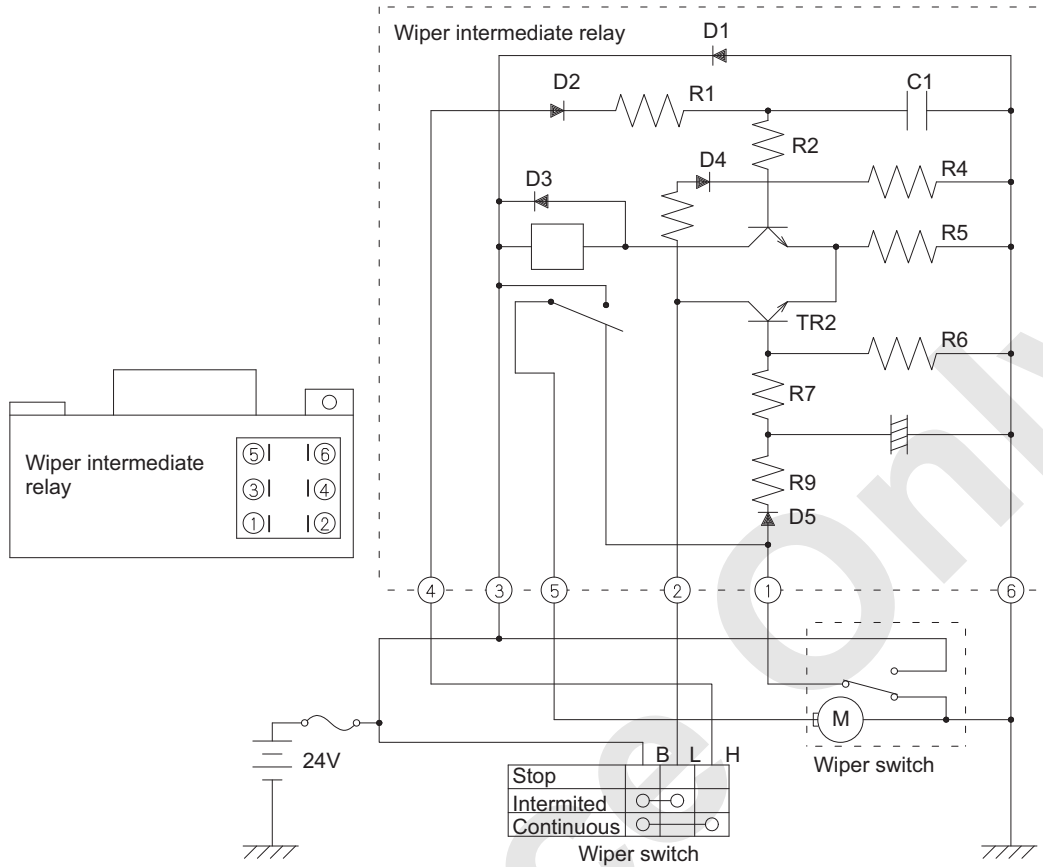 Wiper intermediate relay
D1
D2
R1
C1
R2
D4
R4
D3
R5
TR2
R6
R7
R9
D5
Wiper intermediate
relay
5 6
3 4
1 2
4 3 5 2 1 6
M
Wiper switch
24V
B L H
Stop
Intermited
Continuous
Wiper switch